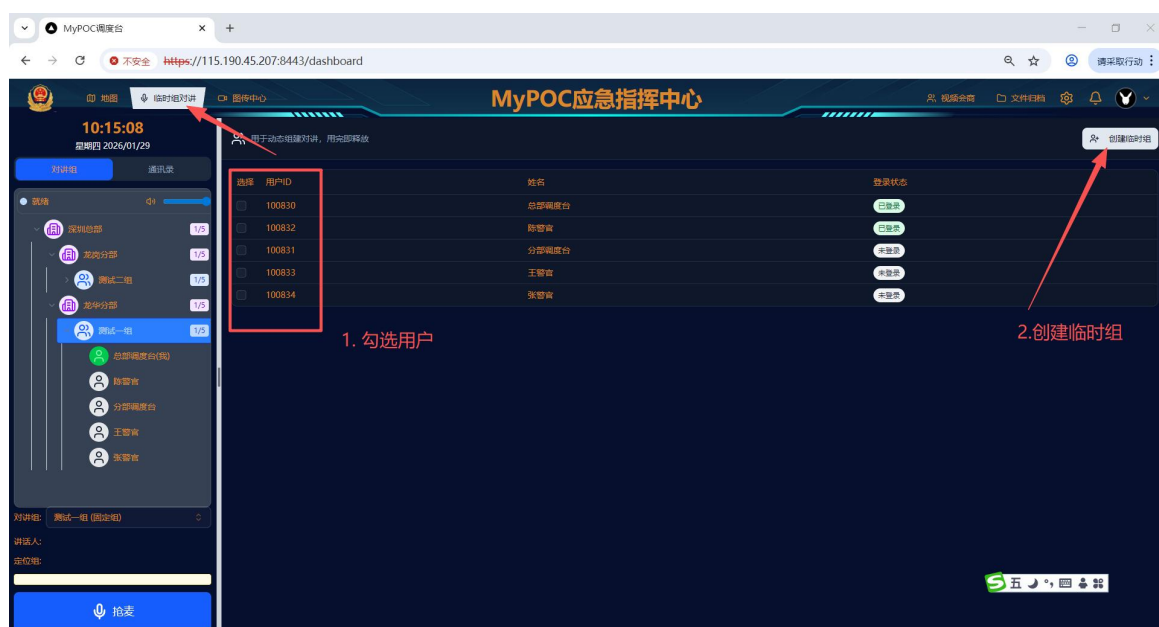 MyPOC调度台
不安全 https://115.190.45.207:8443/dashboard
请采取行动
地图 临时组对讲 图传中心
MyPOC应急指挥中心
视频会商 文件归档
10:15:08
星期四 2026/01/29
用于动态组建对讲，用完即释放
创建临时组
对讲组 通讯录
就绪
深圳总部 1/5
龙岗分部 1/5
测试二组 1/5
龙华分部 1/5
测试一组 1/5
总部调度台(我)
陈警官
分部调度台
王警官
张警官
选择 用户ID 姓名 登录状态
100830 总部调度台 已登录
100832 陈警官 已登录
100831 分部调度台 未登录
100833 王警官 未登录
100834 张警官 未登录
1. 勾选用户
2.创建临时组
对讲组: 测试一组 (固定组)
讲话人:
定位组:
抢麦
五